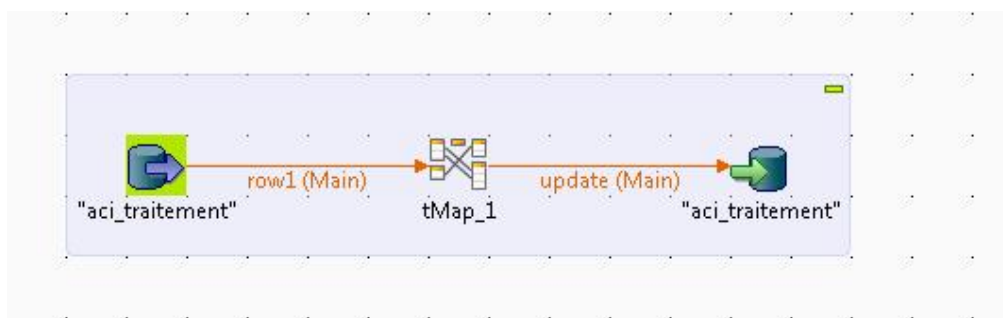 row1 (Main)
update (Main)
"aci_traitement"
tMap_1
"aci_traitement"